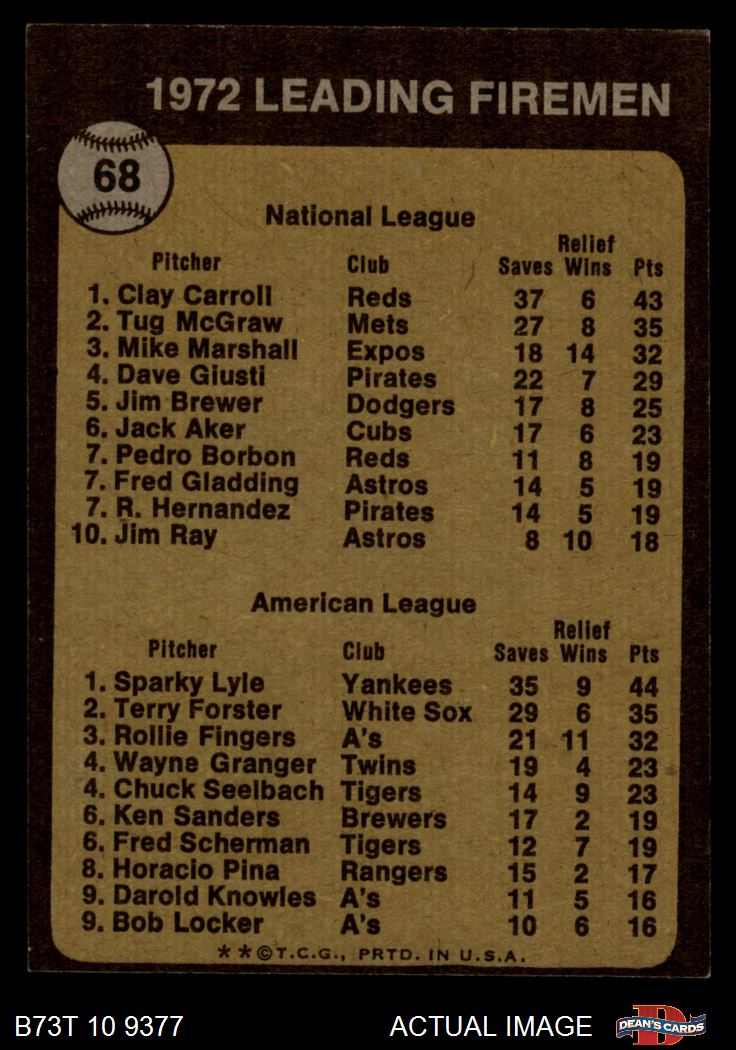 1972 LEADING FIREMEN
68
National League
Pitcher Club Saves Relief Wins Pts
1. Clay Carroll Reds 37 6 43
2. Tug McGraw Mets 27 8 35
3. Mike Marshall Expos 18 14 32
4. Dave Giusti Pirates 22 7 29
5. Jim Brewer Dodgers 17 8 25
6. Jack Aker Cubs 17 6 23
7. Pedro Borbon Reds 11 8 19
7. Fred Gladding Astros 14 5 19
7. R. Hernandez Pirates 14 5 19
10. Jim Ray Astros 8 10 18
American League
Pitcher Club Saves Relief Wins Pts
1. Sparky Lyle Yankees 35 9 44
2. Terry Forster White Sox 29 6 35
3. Rollie Fingers A's 21 11 32
4. Wayne Granger Twins 19 4 23
4. Chuck Seelbach Tigers 14 9 23
6. Ken Sanders Brewers 17 2 19
6. Fred Scherman Tigers 12 7 19
8. Horacio Pina Rangers 15 2 17
9. Darold Knowles A's 11 5 16
9. Bob Locker A's 10 6 16
**©T.C.G., PRTD. IN U.S.A.
B73T 10 9377 ACTUAL IMAGE D DEAN'S CARDS